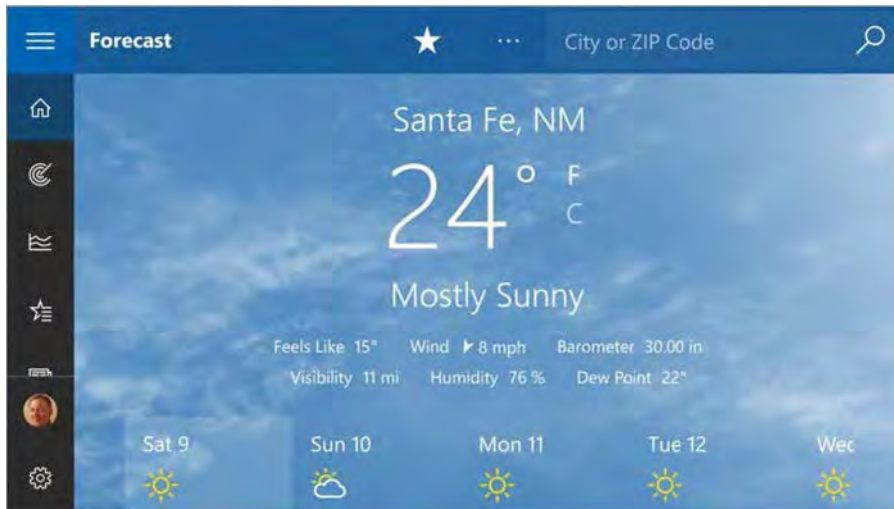 Forecast ... City or ZIP Code
Santa Fe, NM
24° F
C
Mostly Sunny
Feels Like 15° Wind 8 mph Barometer 30.00 in
Visibility 11 mi Humidity 76 % Dew Point 22°
Sat 9 Sun 10 Mon 11 Tue 12 Wed